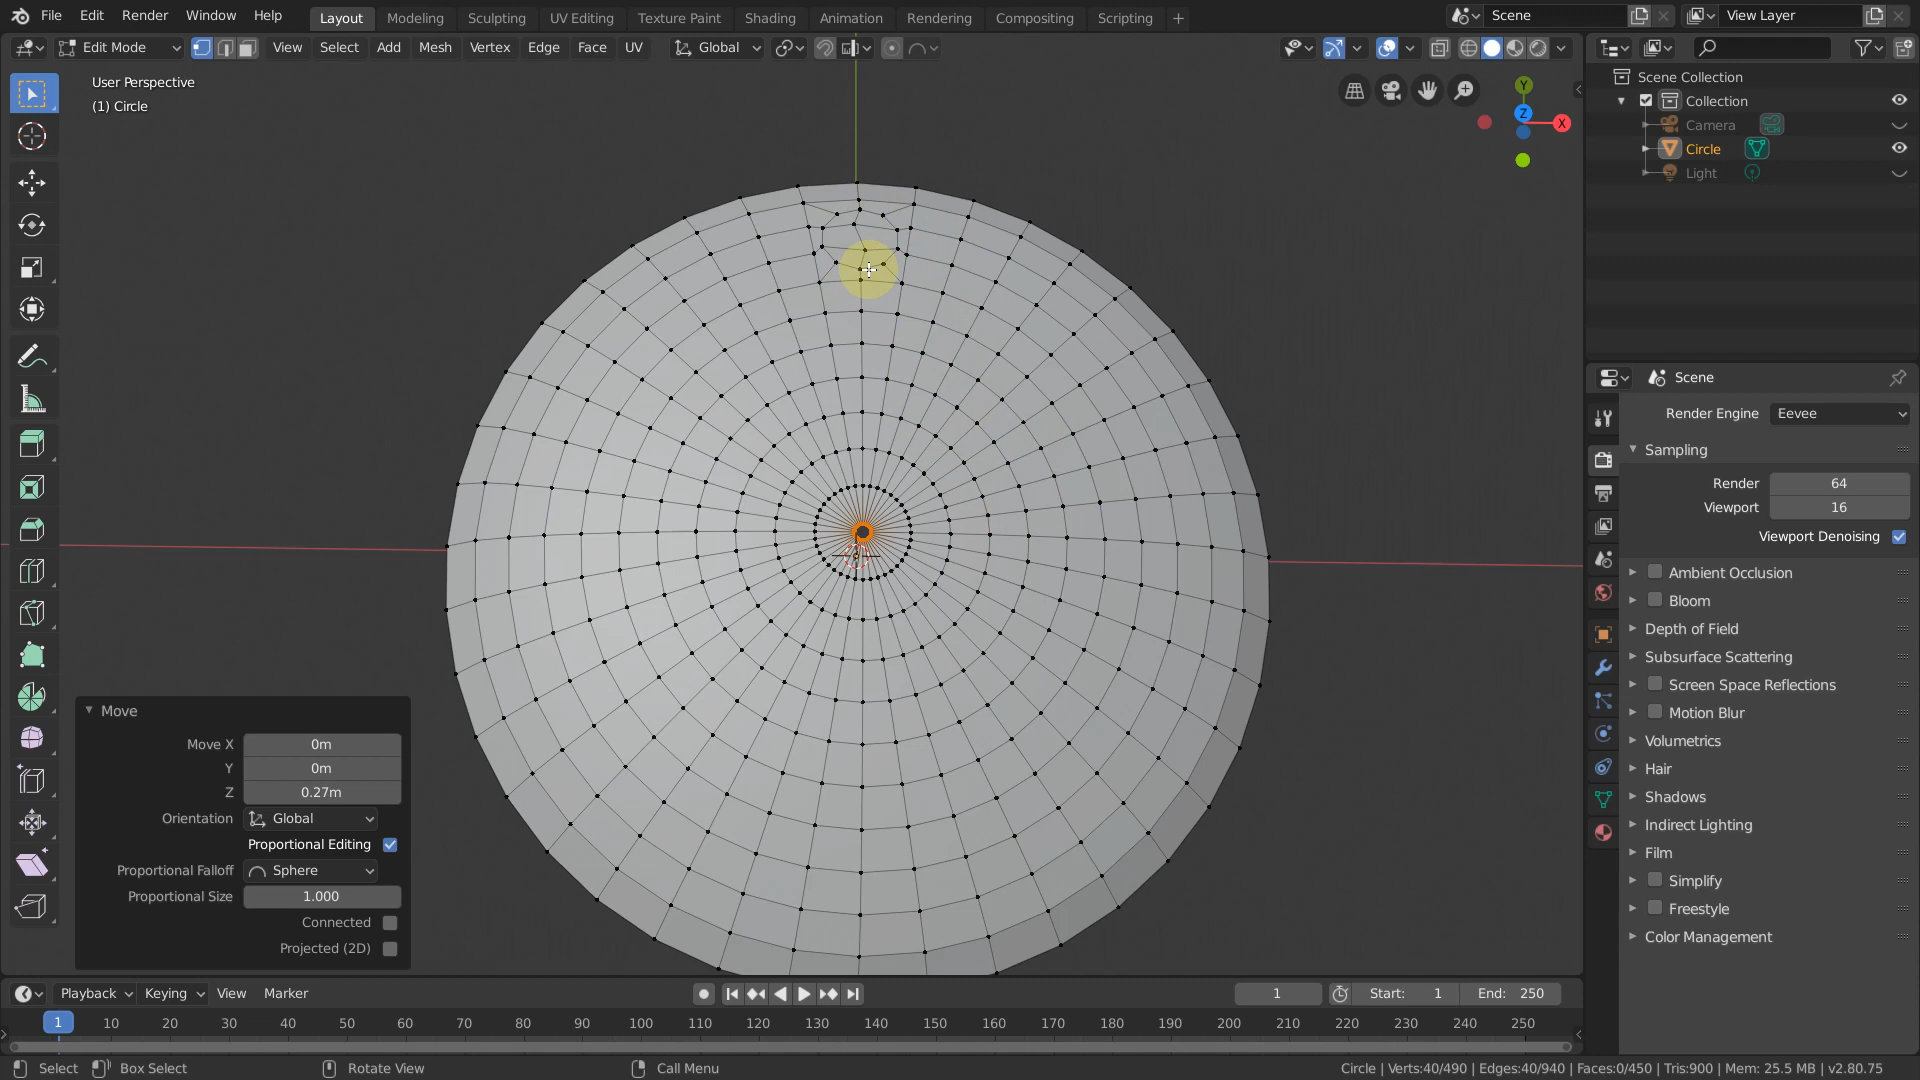 File Edit Render Window Help Layout Modeling Sculpting UV Editing Texture Paint Shading Animation Rendering Compositing Scripting + Scene View Layer
Edit Mode View Select Add Mesh Vertex Edge Face UV Global
User Perspective
(1) Circle
Y
Z
X
Scene Collection
Collection
Camera
Circle
Light
Scene
Render Engine Eevee
Sampling
Render 64
Viewport 16
Viewport Denoising
Ambient Occlusion
Bloom
Depth of Field
Subsurface Scattering
Screen Space Reflections
Motion Blur
Volumetrics
Hair
Shadows
Indirect Lighting
Film
Simplify
Freestyle
Color Management
Move
Move X 0m
Y 0m
Z 0.27m
Orientation Global
Proportional Editing
Proportional Falloff Sphere
Proportional Size 1.000
Connected
Projected (2D)
Playback Keying View Marker 1 Start: 1 End: 250
1 10 20 30 40 50 60 70 80 90 100 110 120 130 140 150 160 170 180 190 200 210 220 230 240 250
Select Box Select Rotate View Call Menu Circle | Verts:40/490 | Edges:40/940 | Faces:0/450 | Tris:900 | Mem: 25.5 MB | v2.80.75